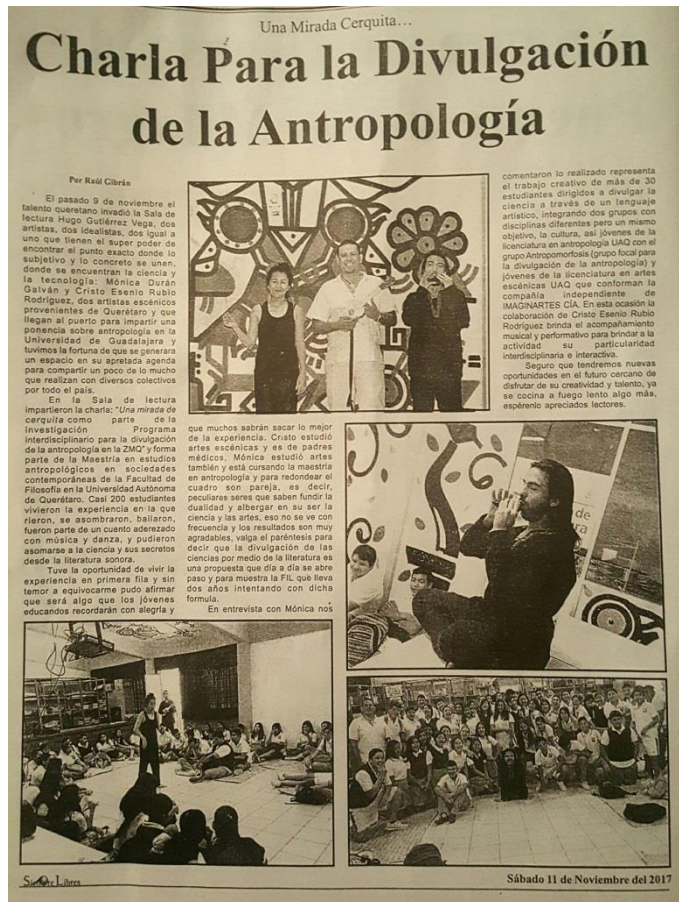 Una Mirada Cerquita...
Charla Para la Divulgación
de la Antropología
Por Raúl Gibrán
El pasado 9 de noviembre el
talento queretano invadió la Sala de
lectura Hugo Gutiérrez Vega, dos
artistas, dos idealistas, dos igual a
uno que tienen el super poder de
encontrar el punto exacto donde lo
subjetivo y lo concreto se unen,
donde se encuentran la ciencia y
la tecnología: Mónica Durán
Galván y Cristo Esenio Rubio
Rodríguez, dos artistas escénicos
provenientes de Querétaro y que
llegan al puerto para impartir una
ponencia sobre antropología en la
Universidad de Guadalajara y
tuvimos la fortuna de que se generara
un espacio en su apretada agenda
para compartir un poco de lo mucho
que realizan con diversos colectivos
por todo el país.
En la Sala de lectura
impartieron la charla: "Una mirada de
cerquita como parte de la
Investigación Programa
interdisciplinario para la divulgación
de la antropología en la ZMQ" y forma
parte de la Maestría en estudios
antropológicos en sociedades
contemporáneas de la Facultad de
Filosofía en la Universidad Autónoma
de Querétaro. Casi 200 estudiantes
vivieron la experiencia en la que
rieron, se asombraron, bailaron,
fueron parte de un cuento aderezado
con música y danza, y pudieron
asomarse a la ciencia y sus secretos
desde la literatura sonora.
Tuve la oportunidad de vivir la
experiencia en primera fila y sin
temor a equivocarme pudo afirmar
que será algo que los jóvenes
educandos recordarán con alegría y
que muchos sabrán sacar lo mejor
de la experiencia. Cristo estudió
artes escénicas y es de padres
médicos, Mónica estudió artes
también y está cursando la maestría
en antropología y para redondear el
cuadro son pareja, es decir,
peculiares seres que saben fundir la
dualidad y albergar en su ser la
ciencia y las artes, eso no se ve con
frecuencia y los resultados son muy
agradables, valga el paréntesis para
decir que la divulgación de las
ciencias por medio de la literatura es
una propuesta que día a día se abre
paso y para muestra la FIL que lleva
dos años intentando con dicha
formula.
En entrevista con Mónica nos
comentaron lo realizado representa
el trabajo creativo de más de 30
estudiantes dirigidos a divulgar la
ciencia a través de un lenguaje
artístico, integrando dos grupos con
disciplinas diferentes pero un mismo
objetivo, la cultura, así jóvenes de la
licenciatura en antropología UAQ con el
grupo Antropomorfosis (grupo focal para
la divulgación de la antropología) y
jóvenes de la licenciatura en artes
escénicas UAQ que conforman la
compañía independiente de
IMAGINARTES CÍA. En esta ocasión la
colaboración de Cristo Esenio Rubio
Rodríguez brinda el acompañamiento
musical y performativo para brindar a la
actividad su particularidad
interdisciplinaria e interactiva.
Seguro que tendremos nuevas
oportunidades en el futuro cercano de
disfrutar de su creatividad y talento, ya
se cocina a fuego lento algo más,
espérenlo apreciados lectores.
Libres
Sábado 11 de Noviembre del 2017